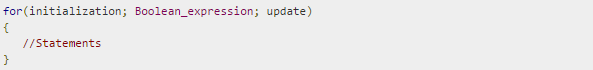 for(initialization; Boolean_expression; update)
{
   //Statements
}